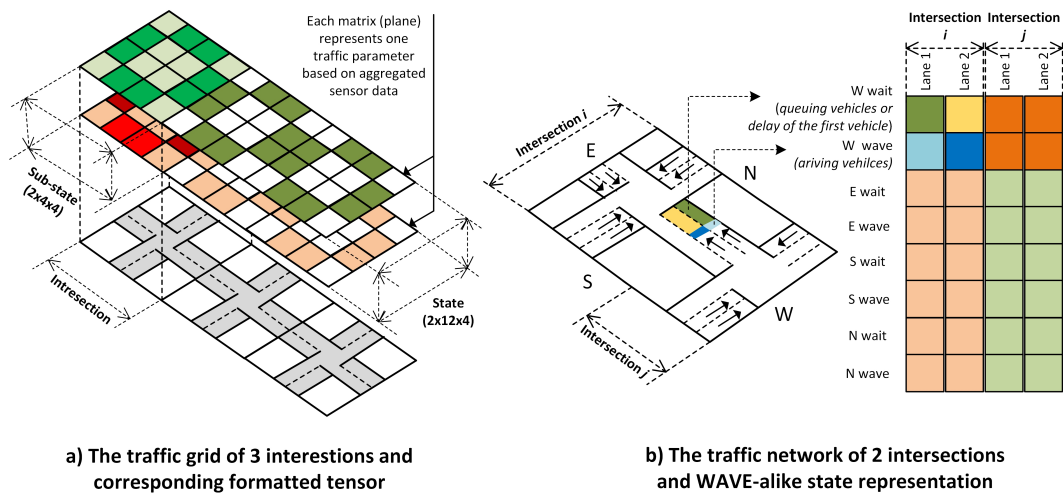 Each matrix (plane)
represents one
traffic parameter
based on aggregated
sensor data
Sub-state
(2x4x4)
Intresection
State
(2x12x4)
a) The traffic grid of 3 interestions and
corresponding formatted tensor
Intersection i
E
N
S
W
Intersection j
Intersection Intersection
i j
Lane 1 Lane 2 Lane 1 Lane 2
W wait
(queuing vehicles or
delay of the first vehicle)
W wave
(ariving vehilces)
E wait
E wave
S wait
S wave
N wait
N wave
b) The traffic network of 2 intersections
and WAVE-alike state representation